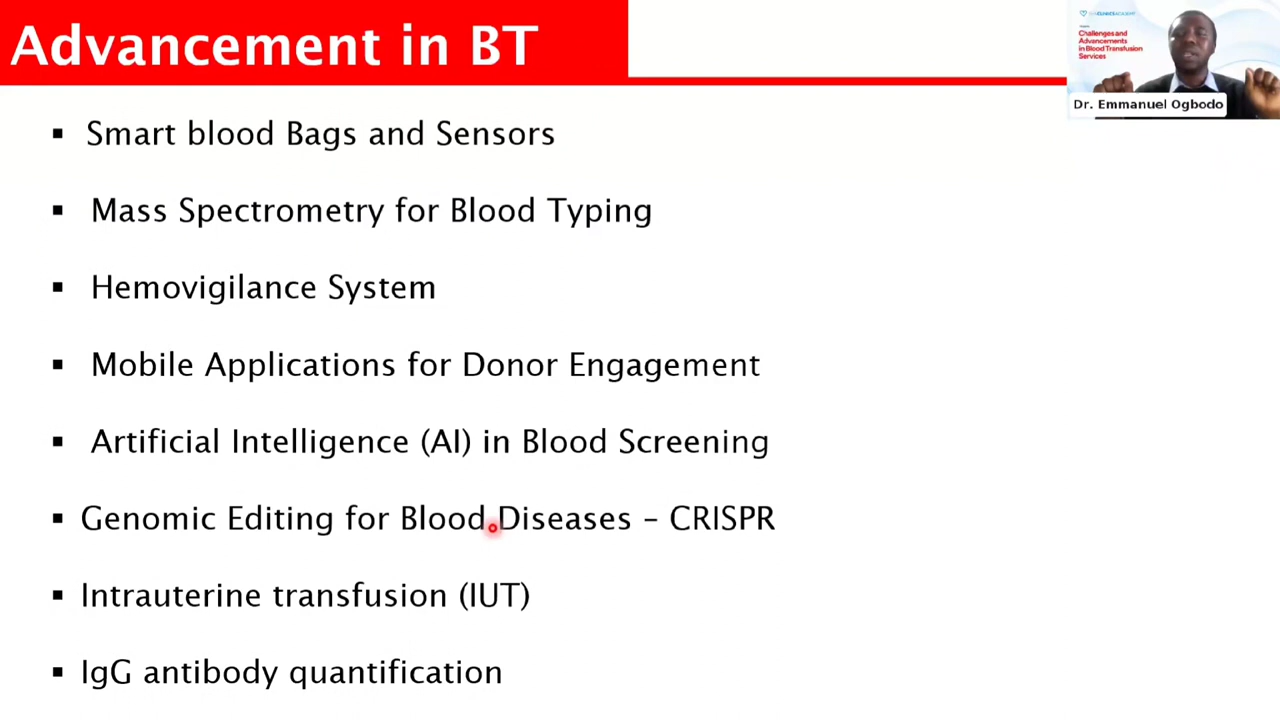 Advancement in BT
Challenges and
Advancements
in Blood Transfusion
Services
Dr. Emmanuel Ogbodo
▪ Smart blood Bags and Sensors
▪ Mass Spectrometry for Blood Typing
▪ Hemovigilance System
▪ Mobile Applications for Donor Engagement
▪ Artificial Intelligence (AI) in Blood Screening
▪ Genomic Editing for Blood Diseases – CRISPR
▪ Intrauterine transfusion (IUT)
▪ IgG antibody quantification